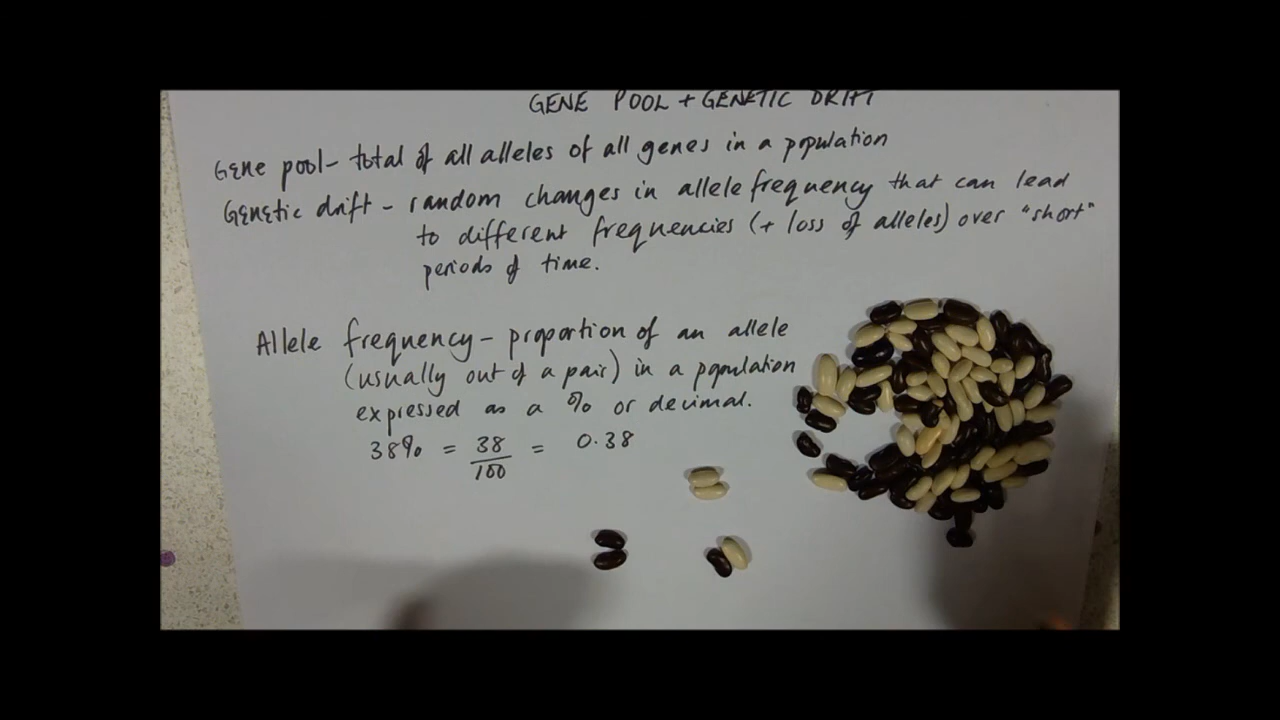 GENE POOL + GENETIC DRIFT
Gene pool - total of all alleles of all genes in a population
Genetic drift - random changes in allele frequency that can lead
to different frequencies (+ loss of alleles) over "short"
periods of time.
Allele frequency - proportion of an allele
(usually out of a pair) in a population
expressed as a % or decimal.
38% = 38/100 = 0.38